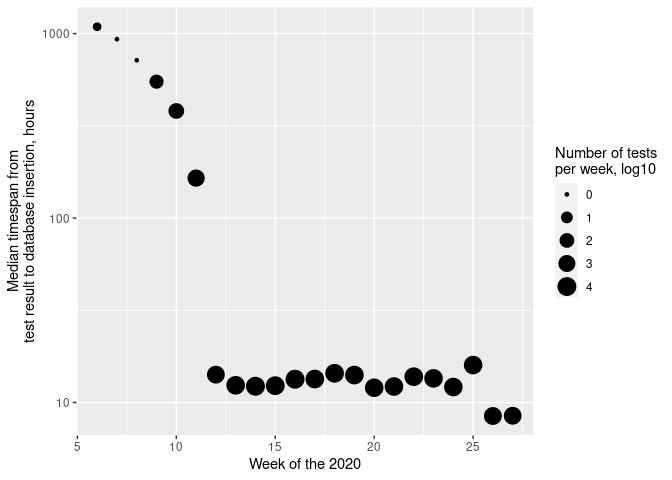 Median timespan from
test result to database insertion, hours
1000
100
10
5
10
15
20
25
Week of the 2020
Number of tests
per week, log10
0
1
2
3
4